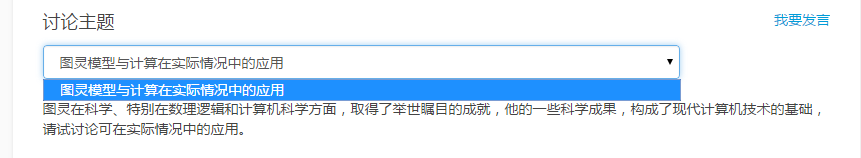 讨论主题
我要发言
图灵模型与计算在实际情况中的应用
图灵模型与计算在实际情况中的应用
图灵在科学、特别在数理逻辑和计算机科学方面，取得了举世瞩目的成就，他的一些科学成果，构成了现代计算机技术的基础，
请试讨论可在实际情况中的应用。